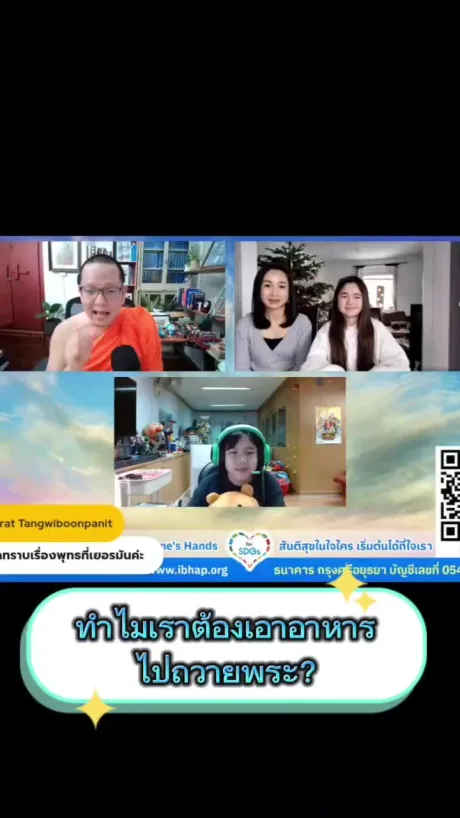 rat Tangwiboonpanit
ทราบเรื่องพุทธที่เยอรมันค่ะ
ne's Hands
for
SDGs
สันติสุขในใจใคร เริ่มต้นได้ที่ใจเรา
www.ibhap.org
ธนาคาร กรุงศรีอยุธยา บัญชีเลขที่ 054
ทำไมเราต้องเอาอาหาร
ไปถวายพระ?